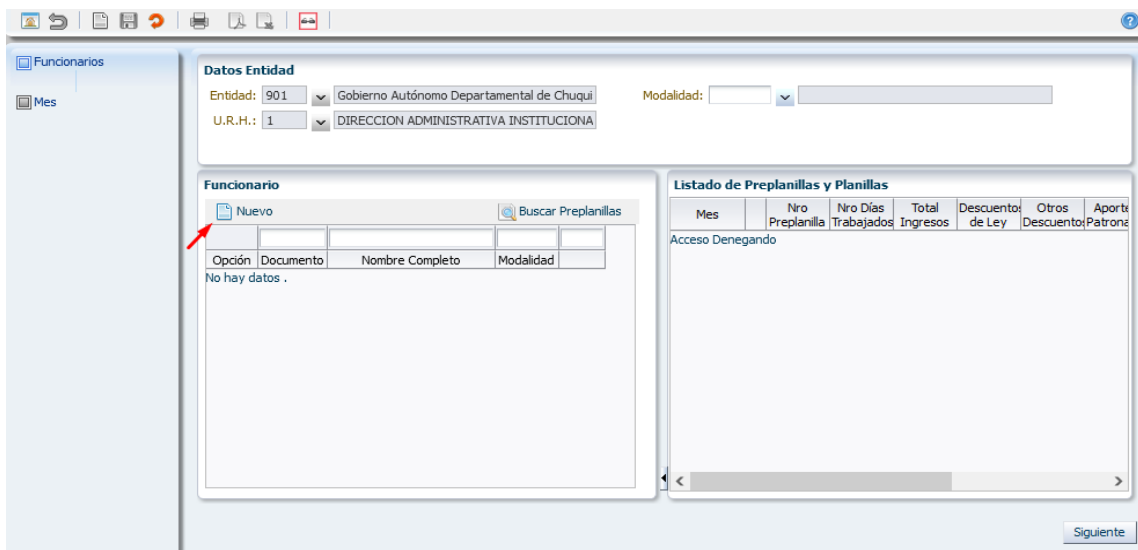 Funcionarios
Mes
Datos Entidad
Entidad: 901 Gobierno Autónomo Departamental de Chuqui Modalidad:
U.R.H.: 1 DIRECCION ADMINISTRATIVA INSTITUCIONA
Funcionario
Nuevo Buscar Preplanillas
Opción Documento Nombre Completo Modalidad
No hay datos .
Listado de Preplanillas y Planillas
Mes Nro Preplanilla Nro Días Trabajados Total Ingresos Descuentos de Ley Otros Descuentos Aporte Patrona
Acceso Denegando
Siguiente